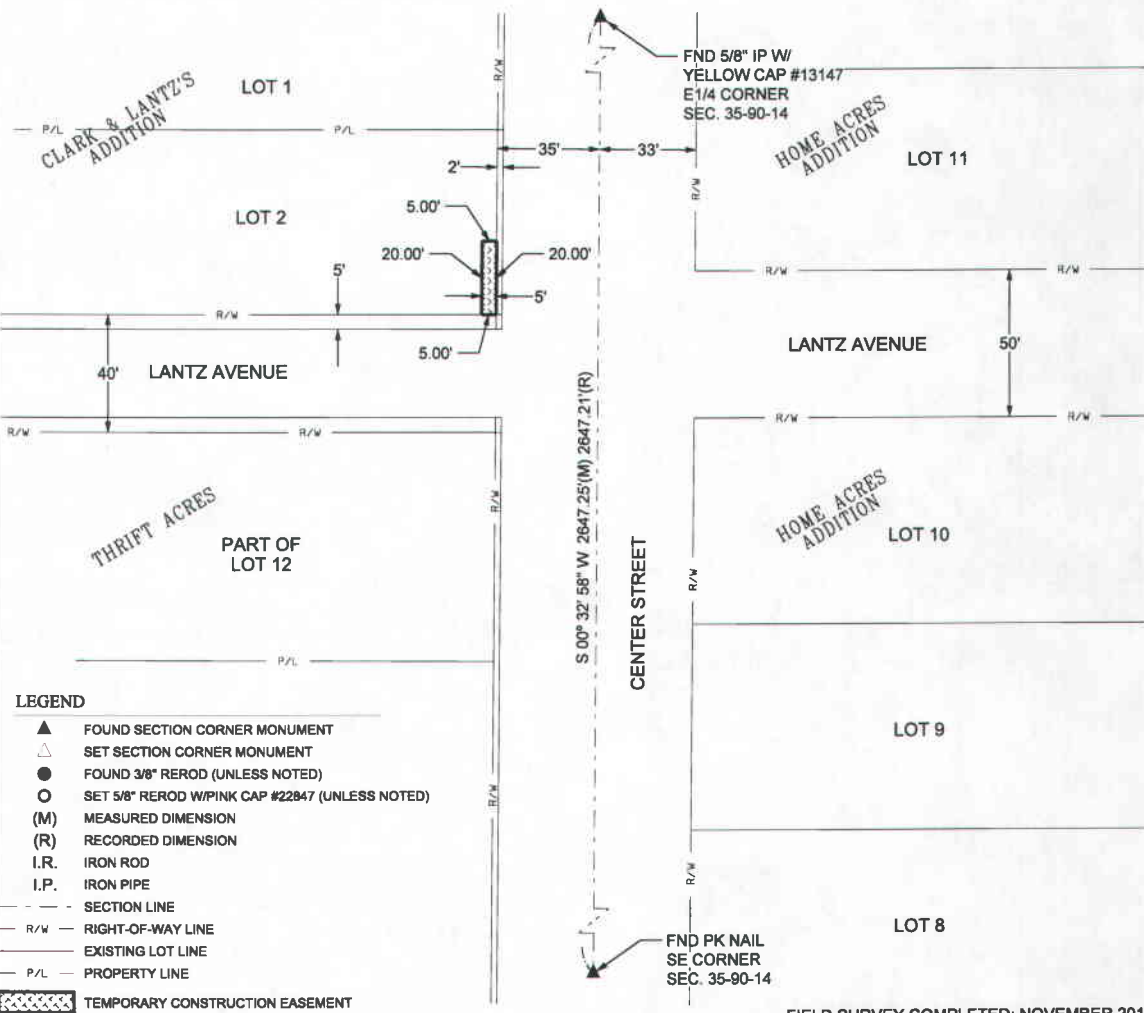 FND 5/8" IP W/
YELLOW CAP #13147
E1/4 CORNER
SEC. 35-90-14
R/W
LOT 1
CLARK & LANTZ'S
ADDITION
P/L
P/L
35'
33'
2'
HOME ACRES
ADDITION
LOT 11
R/W
LOT 2
5.00'
20.00'
20.00'
5'
5'
R/W
5.00'
R/W
R/W
40'
LANTZ AVENUE
LANTZ AVENUE
50'
R/W
R/W
R/W
R/W
S 00° 32' 58" W 2647.25'(M) 2647.21'(R)
CENTER STREET
THRIFT ACRES
PART OF
LOT 12
R/W
HOME ACRES
ADDITION
LOT 10
R/W
P/L
LOT 9
R/W
R/W
LOT 8
FND PK NAIL
SE CORNER
SEC. 35-90-14
LEGEND
FOUND SECTION CORNER MONUMENT
SET SECTION CORNER MONUMENT
FOUND 3/8" REROD (UNLESS NOTED)
SET 5/8" REROD W/PINK CAP #22847 (UNLESS NOTED)
(M) MEASURED DIMENSION
(R) RECORDED DIMENSION
I.R. IRON ROD
I.P. IRON PIPE
SECTION LINE
R/W RIGHT-OF-WAY LINE
EXISTING LOT LINE
P/L PROPERTY LINE
TEMPORARY CONSTRUCTION EASEMENT
FIELD SURVEY COMPLETED: NOVEMBER 201